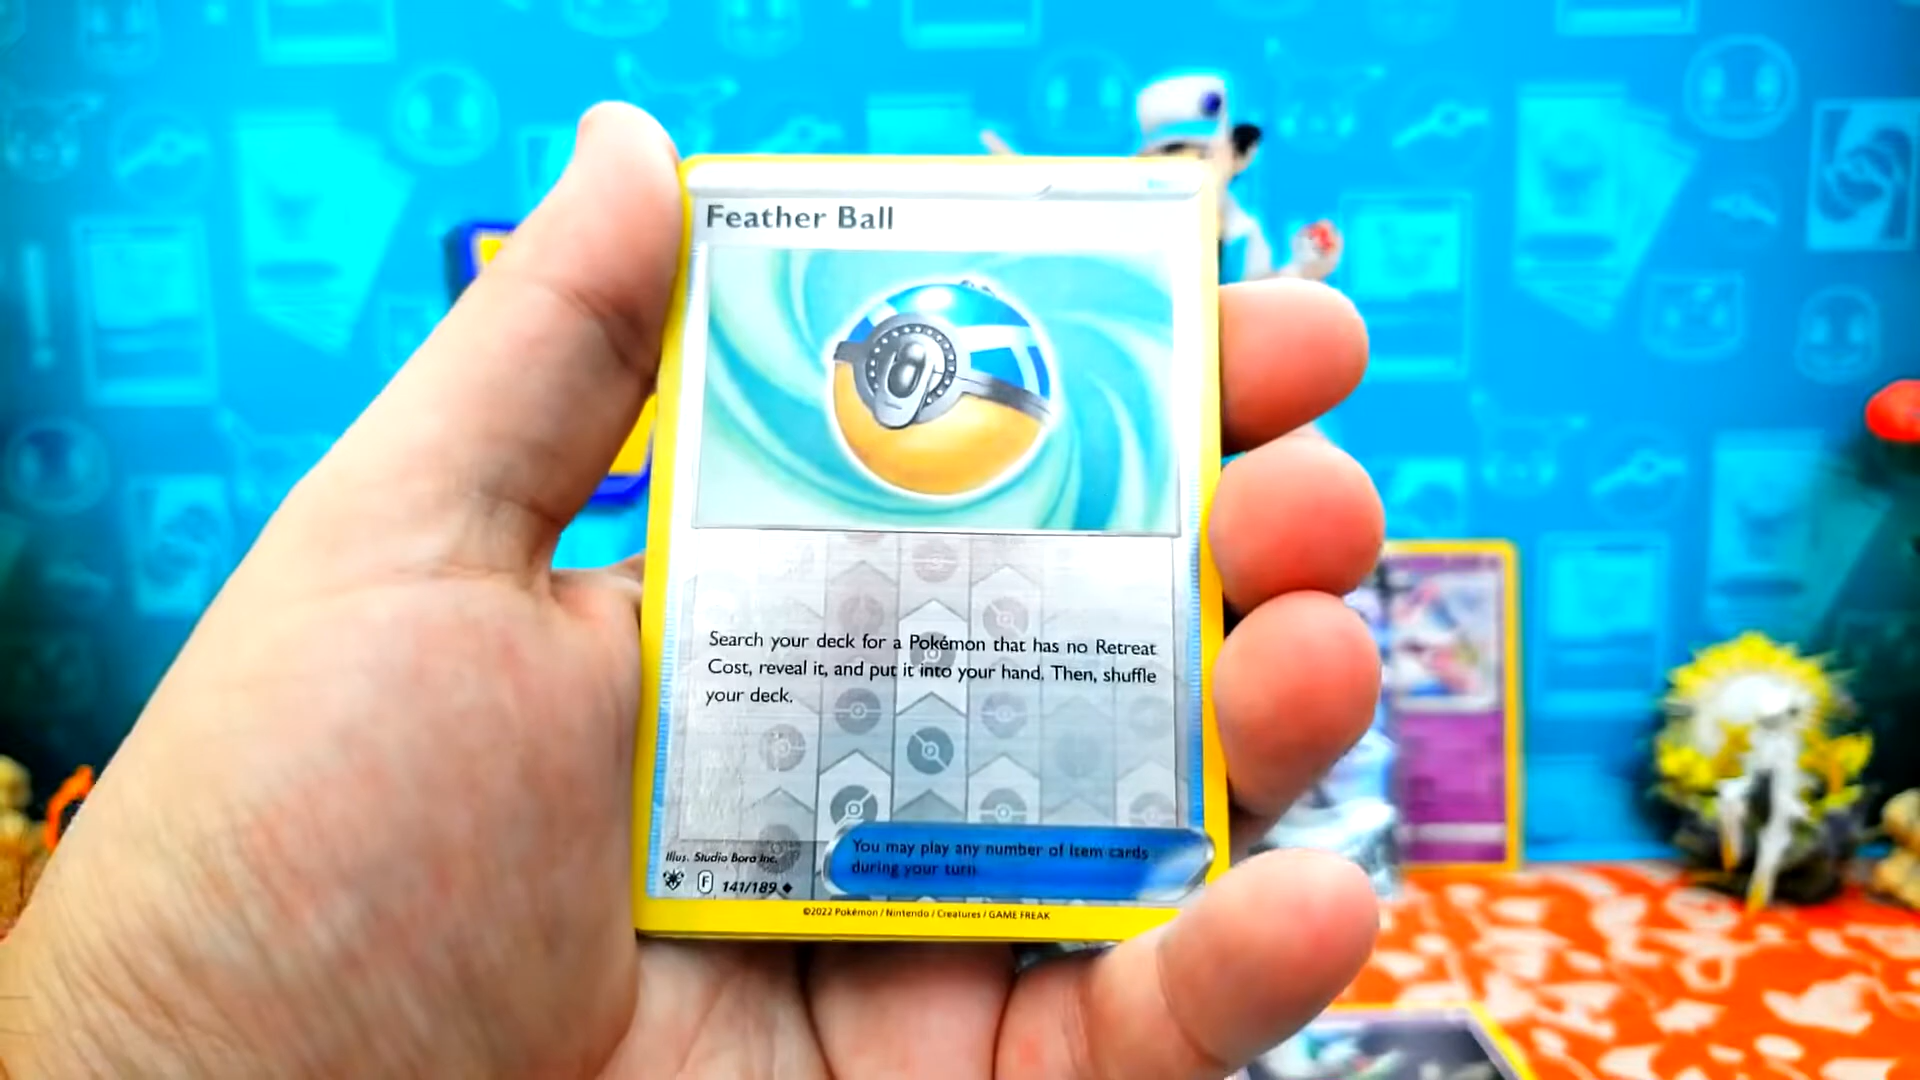 Feather Ball
Search your deck for a Pokémon that has no Retreat
Cost, reveal it, and put it into your hand. Then, shuffle
your deck.
You may play any number of Item cards
during your turn.
Illus. Studio Bora Inc.
F 141/189
©2022 Pokémon / Nintendo / Creatures / GAME FREAK